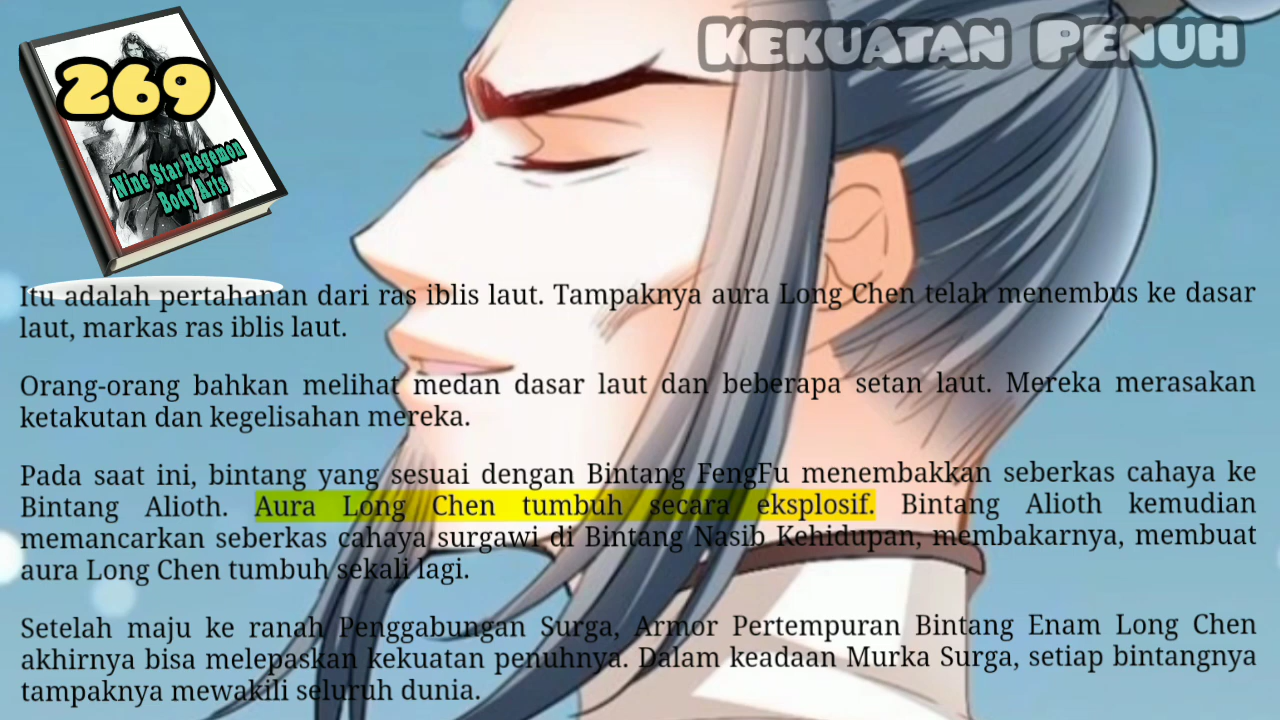 KEKUATAN PENUH
269
Nine Star Hegemon
Body Arts
Itu adalah pertahanan dari ras iblis laut. Tampaknya aura Long Chen telah menembus ke dasar
laut, markas ras iblis laut.
Orang-orang bahkan melihat medan dasar laut dan beberapa setan laut. Mereka merasakan
ketakutan dan kegelisahan mereka.
Pada saat ini, bintang yang sesuai dengan Bintang FengFu menembakkan seberkas cahaya ke
Bintang Alioth. Aura Long Chen tumbuh secara eksplosif. Bintang Alioth kemudian
memancarkan seberkas cahaya surgawi di Bintang Nasib Kehidupan, membakarnya, membuat
aura Long Chen tumbuh sekali lagi.
Setelah maju ke ranah Penggabungan Surga, Armor Pertempuran Bintang Enam Long Chen
akhirnya bisa melepaskan kekuatan penuhnya. Dalam keadaan Murka Surga, setiap bintangnya
tampaknya mewakili seluruh dunia.